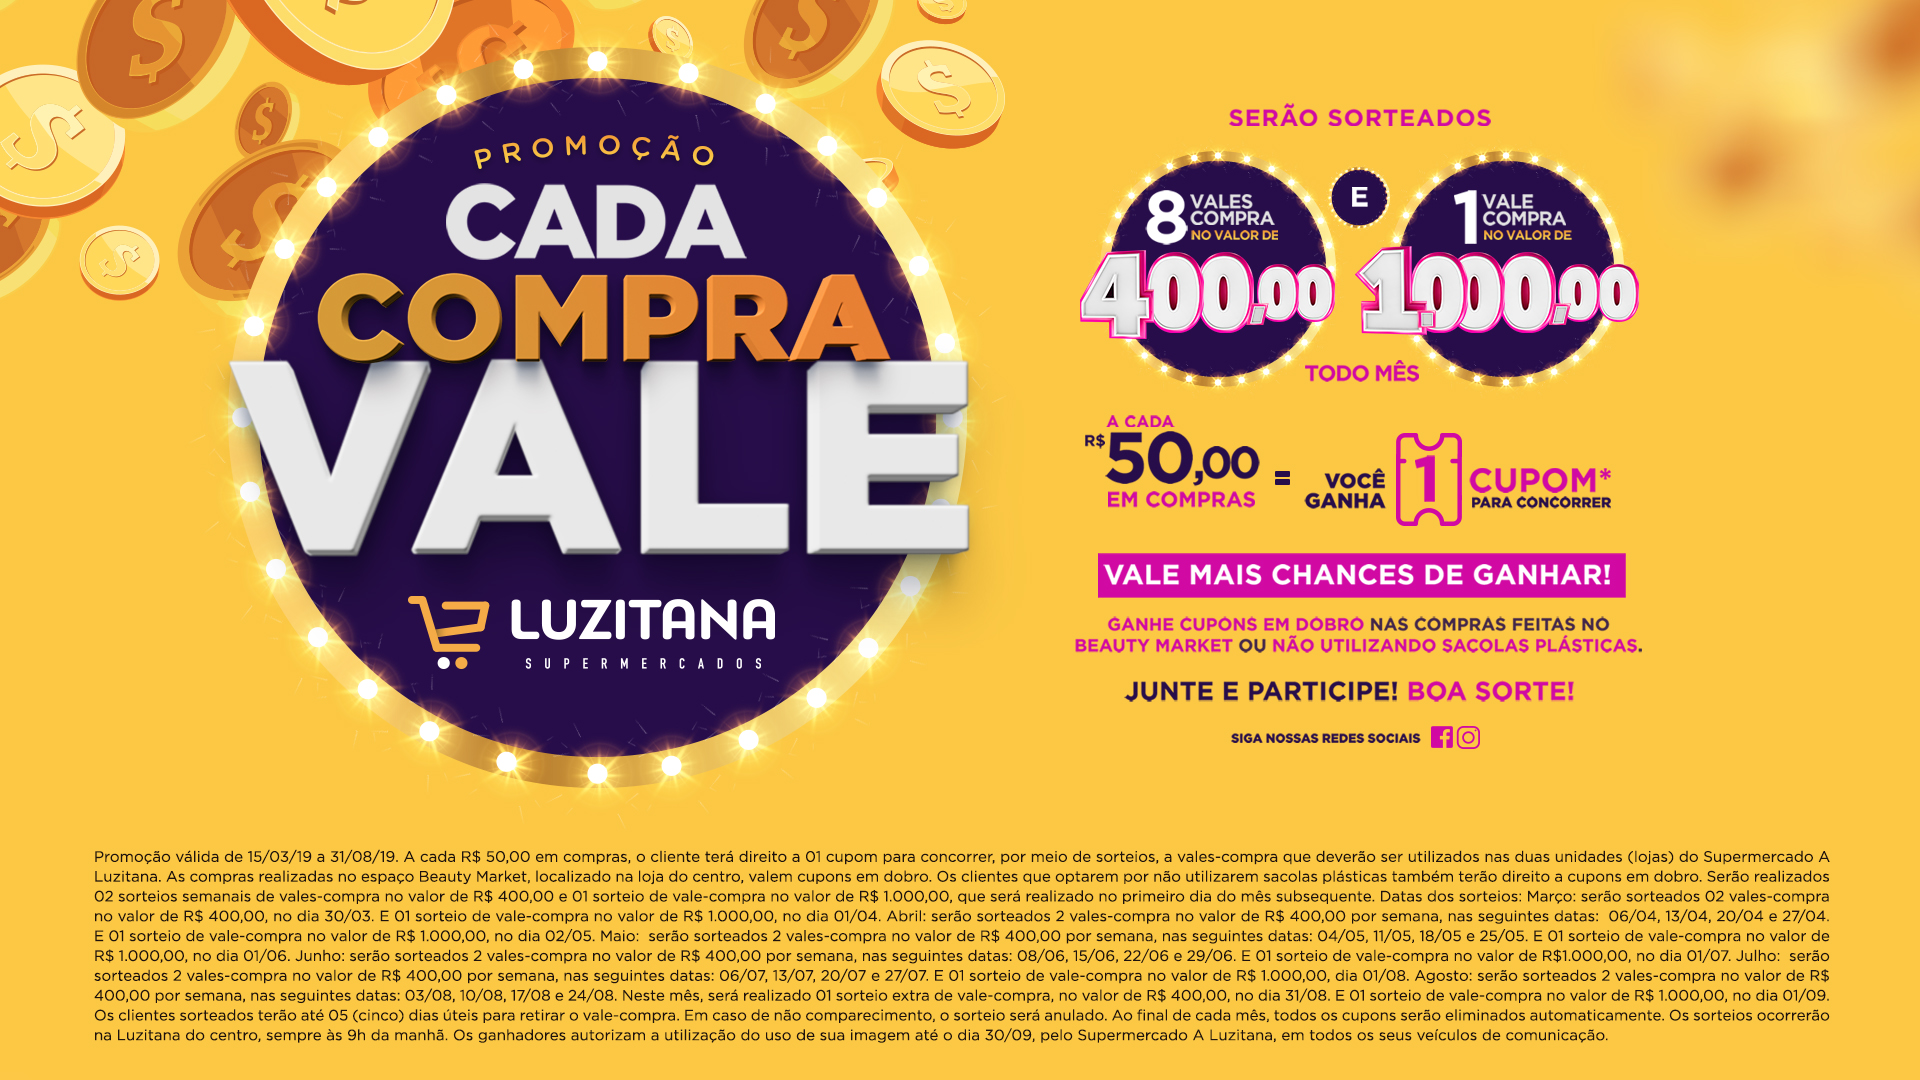 PROMOÇÃO
CADA
COMPRA
VALE
LUZITANA
SUPERMERCADOS
SERÃO SORTEADOS
8 VALES
COMPRA
NO VALOR DE
400,00
E
1 VALE
COMPRA
NO VALOR DE
1.000,00
TODO MÊS
A CADA
R$ 50,00
EM COMPRAS
=
VOCÊ
GANHA
1
CUPOM*
PARA CONCORRER
VALE MAIS CHANCES DE GANHAR!
GANHE CUPONS EM DOBRO NAS COMPRAS FEITAS NO
BEAUTY MARKET OU NÃO UTILIZANDO SACOLAS PLÁSTICAS.
JUNTE E PARTICIPE! BOA SORTE!
SIGA NOSSAS REDES SOCIAIS
Promoção válida de 15/03/19 a 31/08/19. A cada R$ 50,00 em compras, o cliente terá direito a 01 cupom para concorrer, por meio de sorteios, a vales-compra que deverão ser utilizados nas duas unidades (lojas) do Supermercado A
Luzitana. As compras realizadas no espaço Beauty Market, localizado na loja do centro, valem cupons em dobro. Os clientes que optarem por não utilizarem sacolas plásticas também terão direito a cupons em dobro. Serão realizados
02 sorteios semanais de vales-compra no valor de R$ 400,00 e 01 sorteio de vale-compra no valor de R$ 1.000,00, que será realizado no primeiro dia do mês subsequente. Datas dos sorteios: Março: serão sorteados 02 vales-compra
no valor de R$ 400,00, no dia 30/03. E 01 sorteio de vale-compra no valor de R$ 1.000,00, no dia 01/04. Abril: serão sorteados 2 vales-compra no valor de R$ 400,00 por semana, nas seguintes datas: 06/04, 13/04, 20/04 e 27/04.
E 01 sorteio de vale-compra no valor de R$ 1.000,00, no dia 02/05. Maio: serão sorteados 2 vales-compra no valor de R$ 400,00 por semana, nas seguintes datas: 04/05, 11/05, 18/05 e 25/05. E 01 sorteio de vale-compra no valor de
R$ 1.000,00, no dia 01/06. Junho: serão sorteados 2 vales-compra no valor de R$ 400,00 por semana, nas seguintes datas: 08/06, 15/06, 22/06 e 29/06. E 01 sorteio de vale-compra no valor de R$1.000,00, no dia 01/07. Julho: serão
sorteados 2 vales-compra no valor de R$ 400,00 por semana, nas seguintes datas: 06/07, 13/07, 20/07 e 27/07. E 01 sorteio de vale-compra no valor de R$ 1.000,00, dia 01/08. Agosto: serão sorteados 2 vales-compra no valor de R$
400,00 por semana, nas seguintes datas: 03/08, 10/08, 17/08 e 24/08. Neste mês, será realizado 01 sorteio extra de vale-compra, no valor de R$ 400,00, no dia 31/08. E 01 sorteio de vale-compra no valor de R$ 1.000,00, no dia 01/09.
Os clientes sorteados terão até 05 (cinco) dias úteis para retirar o vale-compra. Em caso de não comparecimento, o sorteio será anulado. Ao final de cada mês, todos os cupons serão eliminados automaticamente. Os sorteios ocorrerão
na Luzitana do centro, sempre às 9h da manhã. Os ganhadores autorizam a utilização do uso de sua imagem até o dia 30/09, pelo Supermercado A Luzitana, em todos os seus veículos de comunicação.